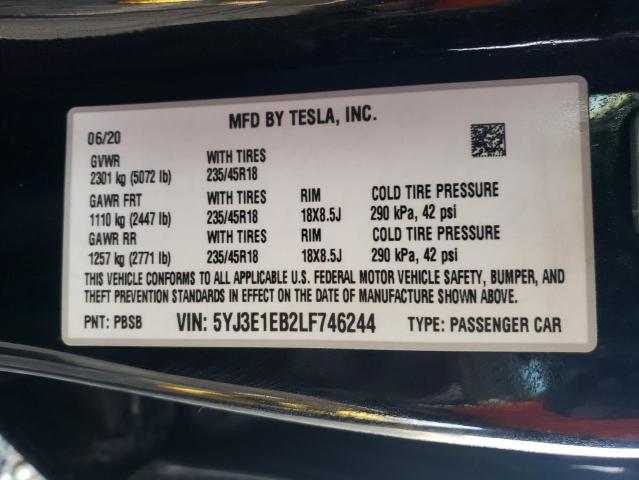 MFD BY TESLA, INC.
06/20
GVWR WITH TIRES
2301 kg (5072 lb) 235/45R18
GAWR FRT WITH TIRES RIM COLD TIRE PRESSURE
1110 kg (2447 lb) 235/45R18 18X8.5J 290 kPa, 42 psi
GAWR RR WITH TIRES RIM COLD TIRE PRESSURE
1257 kg (2771 lb) 235/45R18 18X8.5J 290 kPa, 42 psi
THIS VEHICLE CONFORMS TO ALL APPLICABLE U.S. FEDERAL MOTOR VEHICLE SAFETY, BUMPER, AND
THEFT PREVENTION STANDARDS IN EFFECT ON THE DATE OF MANUFACTURE SHOWN ABOVE.
PNT: PBSB VIN: 5YJ3E1EB2LF746244 TYPE: PASSENGER CAR